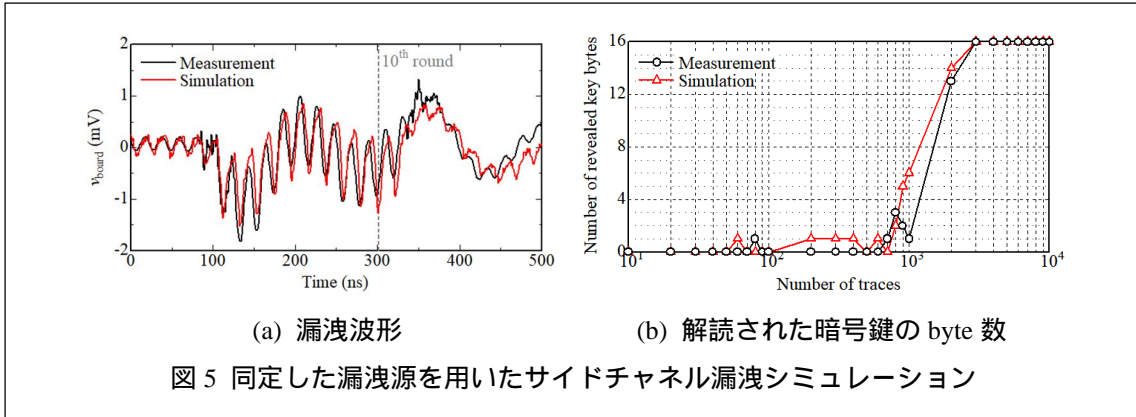 2
1
0
-1
-2
v_board (mV)
Measurement
Simulation
10th round
0 100 200 300 400 500
Time (ns)
(a) 漏洩波形
16
12
8
4
0
Number of revealed key bytes
Measurement
Simulation
10^1 10^2 10^3 10^4
Number of traces
(b) 解読された暗号鍵の byte 数
図 5 同定した漏洩源を用いたサイドチャネル漏洩シミュレーション